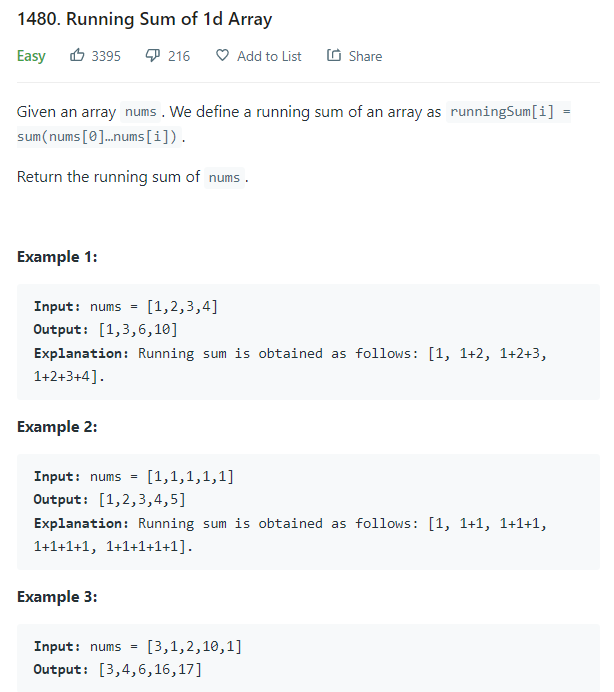 1480. Running Sum of 1d Array
Easy 3395 216 Add to List Share
Given an array nums . We define a running sum of an array as runningSum[i] =
sum(nums[0]…nums[i]) .
Return the running sum of nums .
Example 1:
Input: nums = [1,2,3,4]
Output: [1,3,6,10]
Explanation: Running sum is obtained as follows: [1, 1+2, 1+2+3,
1+2+3+4].
Example 2:
Input: nums = [1,1,1,1,1]
Output: [1,2,3,4,5]
Explanation: Running sum is obtained as follows: [1, 1+1, 1+1+1,
1+1+1+1, 1+1+1+1+1].
Example 3:
Input: nums = [3,1,2,10,1]
Output: [3,4,6,16,17]